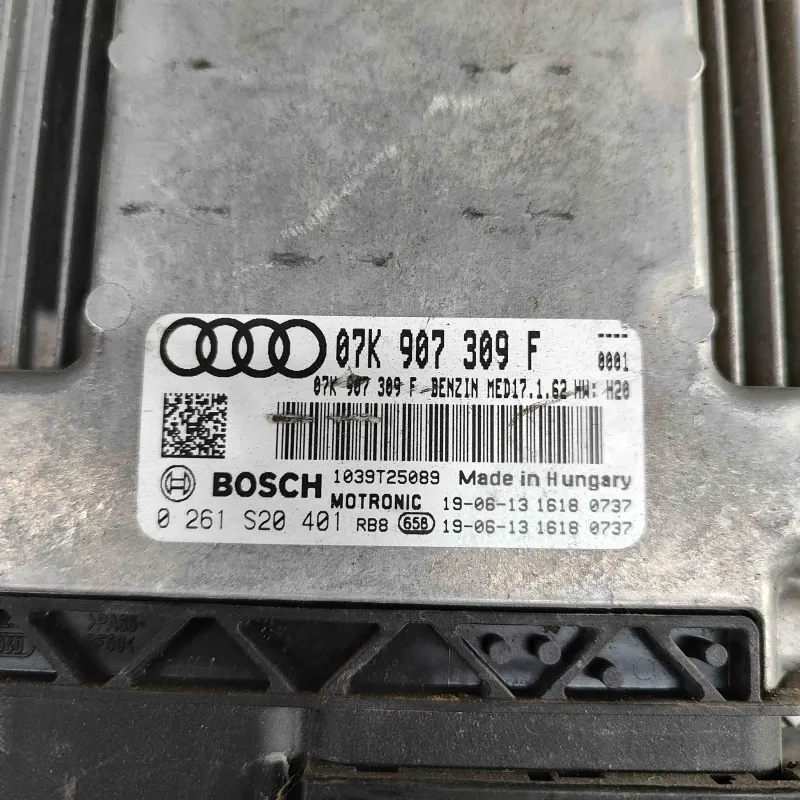 07K 907 309 F
----
0001
07K 907 309 F BENZIN MED17.1.62 HW: H20
BOSCH
1039T25089 Made in Hungary
MOTRONIC 19-06-13 1618 0737
0 261 S20 401 RB8 658 19-06-13 1618 0737
>PA66-